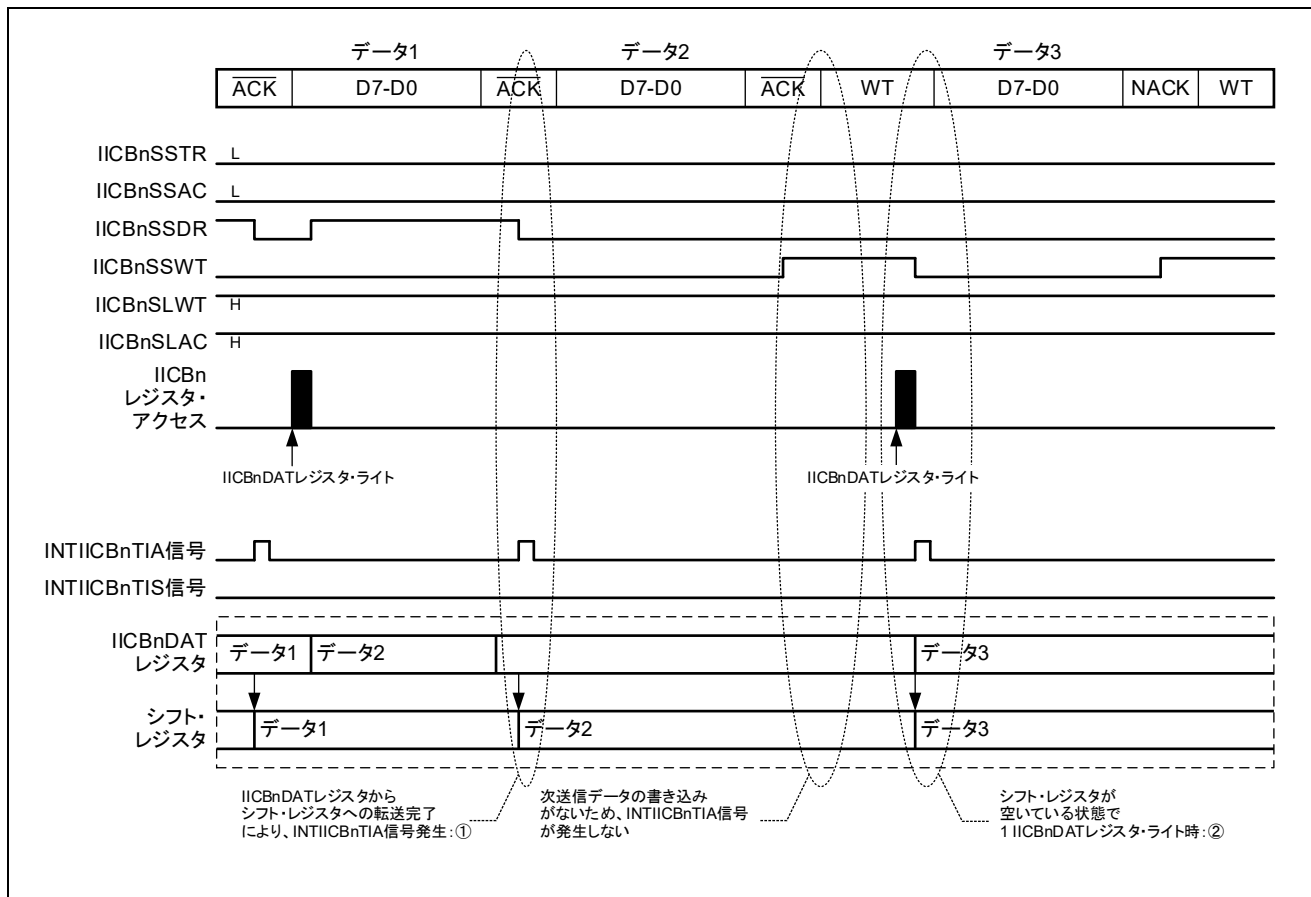 データ1 データ2 データ3
ACK D7-D0 ACK D7-D0 ACK WT D7-D0 NACK WT
IICBnSSTR L
IICBnSSAC L
IICBnSSDR
IICBnSSWT
IICBnSLWT H
IICBnSLAC H
IICBn
レジスタ・
アクセス
IICBnDATレジスタ・ライト IICBnDATレジスタ・ライト
INTIICBnTIA信号
INTIICBnTIS信号
IICBnDAT
レジスタ
データ1 データ2 データ3
シフト・
レジスタ
データ1 データ2 データ3
IICBnDATレジスタから
シフト・レジスタへの転送完了
により、INTIICBnTIA信号発生:①
次送信データの書き込み
がないため、INTIICBnTIA信号
が発生しない
シフト・レジスタが
空いている状態で
1 IICBnDATレジスタ・ライト時:②